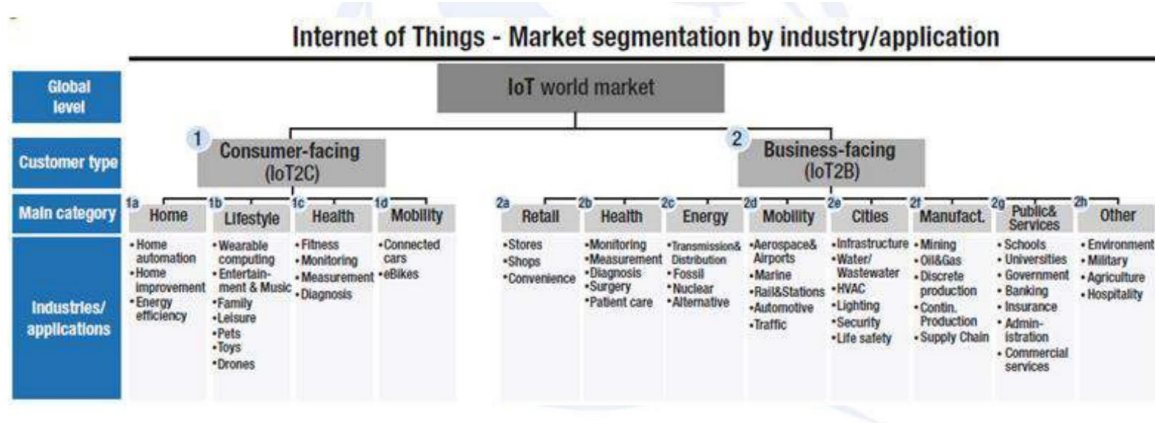 Internet of Things - Market segmentation by industry/application
Global
level
IoT world market
Customer type
1
Consumer-facing
(IoT2C)
2
Business-facing
(IoT2B)
Main category
1a
Home
1b
Lifestyle
1c
Health
1d
Mobility
2a
Retail
2b
Health
2c
Energy
2d
Mobility
2e
Cities
2f
Manufact.
2g
Public&
Services
2h
Other
Industries/
applications
•Home
automation
•Home
improvement
•Energy
efficiency
•Wearable
computing
•Entertain-
ment & Music
•Family
•Leisure
•Pets
•Toys
•Drones
•Fitness
•Monitoring
•Measurement
•Diagnosis
•Connected
cars
•eBikes
•Stores
•Shops
•Convenience
•Monitoring
•Measurement
•Diagnosis
•Surgery
•Patient care
•Transmission&
Distribution
•Fossil
•Nuclear
•Alternative
•Aerospace&
Airports
•Marine
•Rail&Stations
•Automotive
•Traffic
•Infrastructure
•Water/
Wastewater
•HVAC
•Lighting
•Security
•Life safety
•Mining
•Oil&Gas
•Discrete
production
•Contin.
Production
•Supply Chain
•Schools
•Universities
•Government
•Banking
•Insurance
•Admin-
istration
•Commercial
services
•Environment
•Military
•Agriculture
•Hospitality